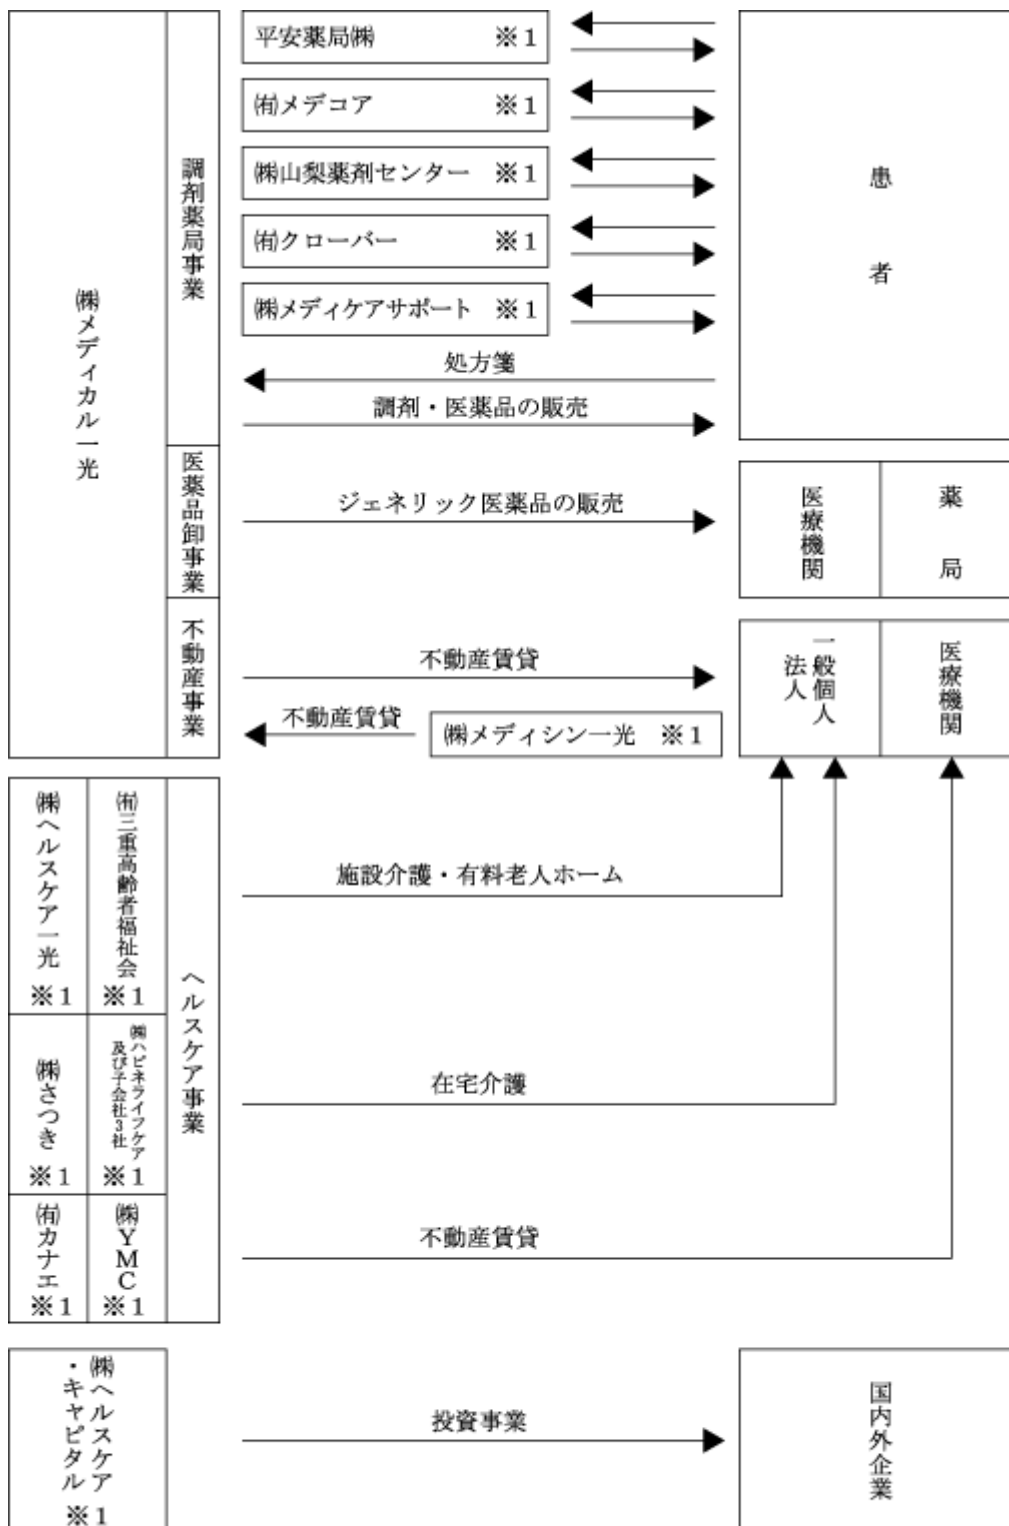 ㈱メディカル一光
調剤薬局事業
平安薬局㈱ ※1
㈲メデコア ※1
㈱山梨薬剤センター ※1
㈲クローバー ※1
㈱メディケアサポート ※1
処方箋
調剤・医薬品の販売
患者
医薬品卸事業
ジェネリック医薬品の販売
医療機関
薬局
不動産事業
不動産賃貸
不動産賃貸
㈱メディシン一光 ※1
一般個人
法人
医療機関
㈱ヘルスケア一光
※1
㈲三重高齢者福祉会
※1
㈱さつき
※1
㈱ハピネライフケア
及び子会社3社
※1
㈲カナエ
※1
㈱YMC
※1
ヘルスケア事業
施設介護・有料老人ホーム
在宅介護
不動産賃貸
㈱ヘルスケア
・キャピタル
※1
投資事業
国内外企業